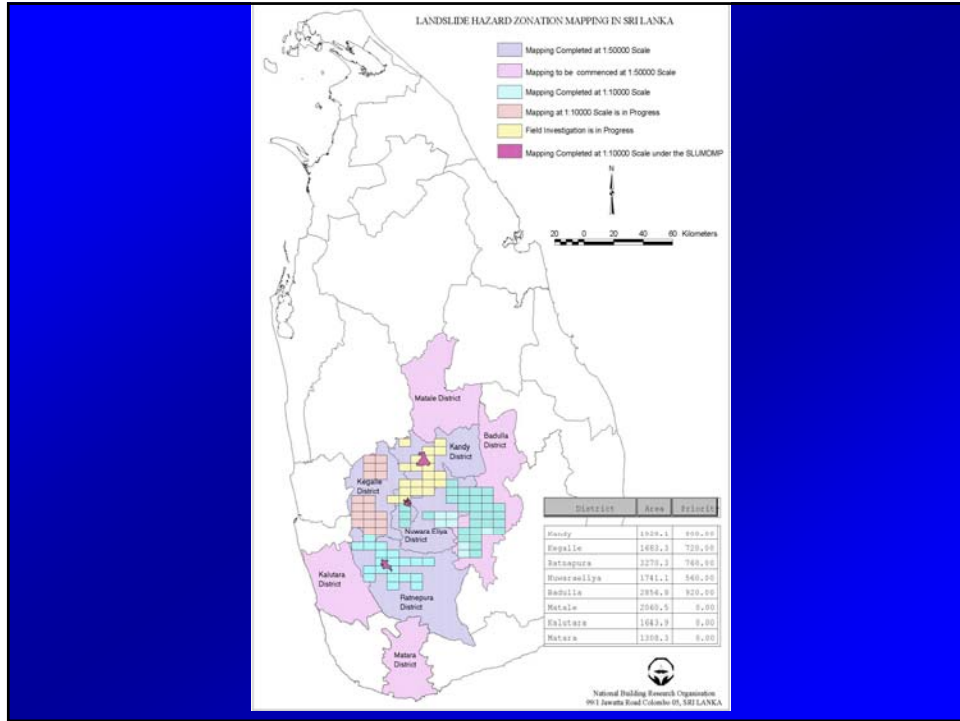 LANDSLIDE HAZARD ZONATION MAPPING IN SRI LANKA
Mapping Completed at 1:50000 Scale
Mapping to be commenced at 1:50000 Scale
Mapping Completed at 1:10000 Scale
Mapping at 1:10000 Scale is in Progress
Field Investigation is in Progress
Mapping Completed at 1:10000 Scale under the SLUMDMP
N
20 0 20 40 60 Kilometers
Matale District
Badulla
District
Kandy
District
Kegalle
District
Nuwara Eliya
District
Kalutara
District
Ratnepura
District
Matara
District
District Area Priorit
Kandy 1928.1
Kegalle 1683.3 720.00
Ratnapura 3270.3 760.00
Nuwaraeliya 1741.1 560.00
Badulla 2856.9 920.00
Matale 2060.5 0.00
Kalutara 1643.9 0.00
Matara 1308.3 0.00
National Building Research Organisation
99/1 Jawatta Road Colombo 05, SRI LANKA